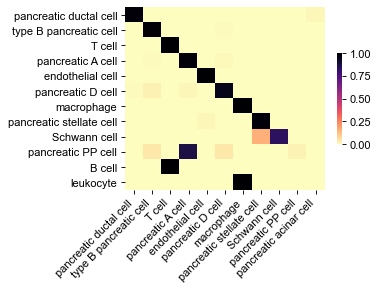 pancreatic ductal cell
type B pancreatic cell
T cell
pancreatic A cell
endothelial cell
pancreatic D cell
macrophage
pancreatic stellate cell
Schwann cell
pancreatic PP cell
B cell
leukocyte
1.00
0.75
0.50
0.25
0.00
pancreatic ductal cell
type B pancreatic cell
T cell
pancreatic A cell
endothelial cell
pancreatic D cell
macrophage
pancreatic stellate cell
Schwann cell
pancreatic PP cell
pancreatic acinar cell